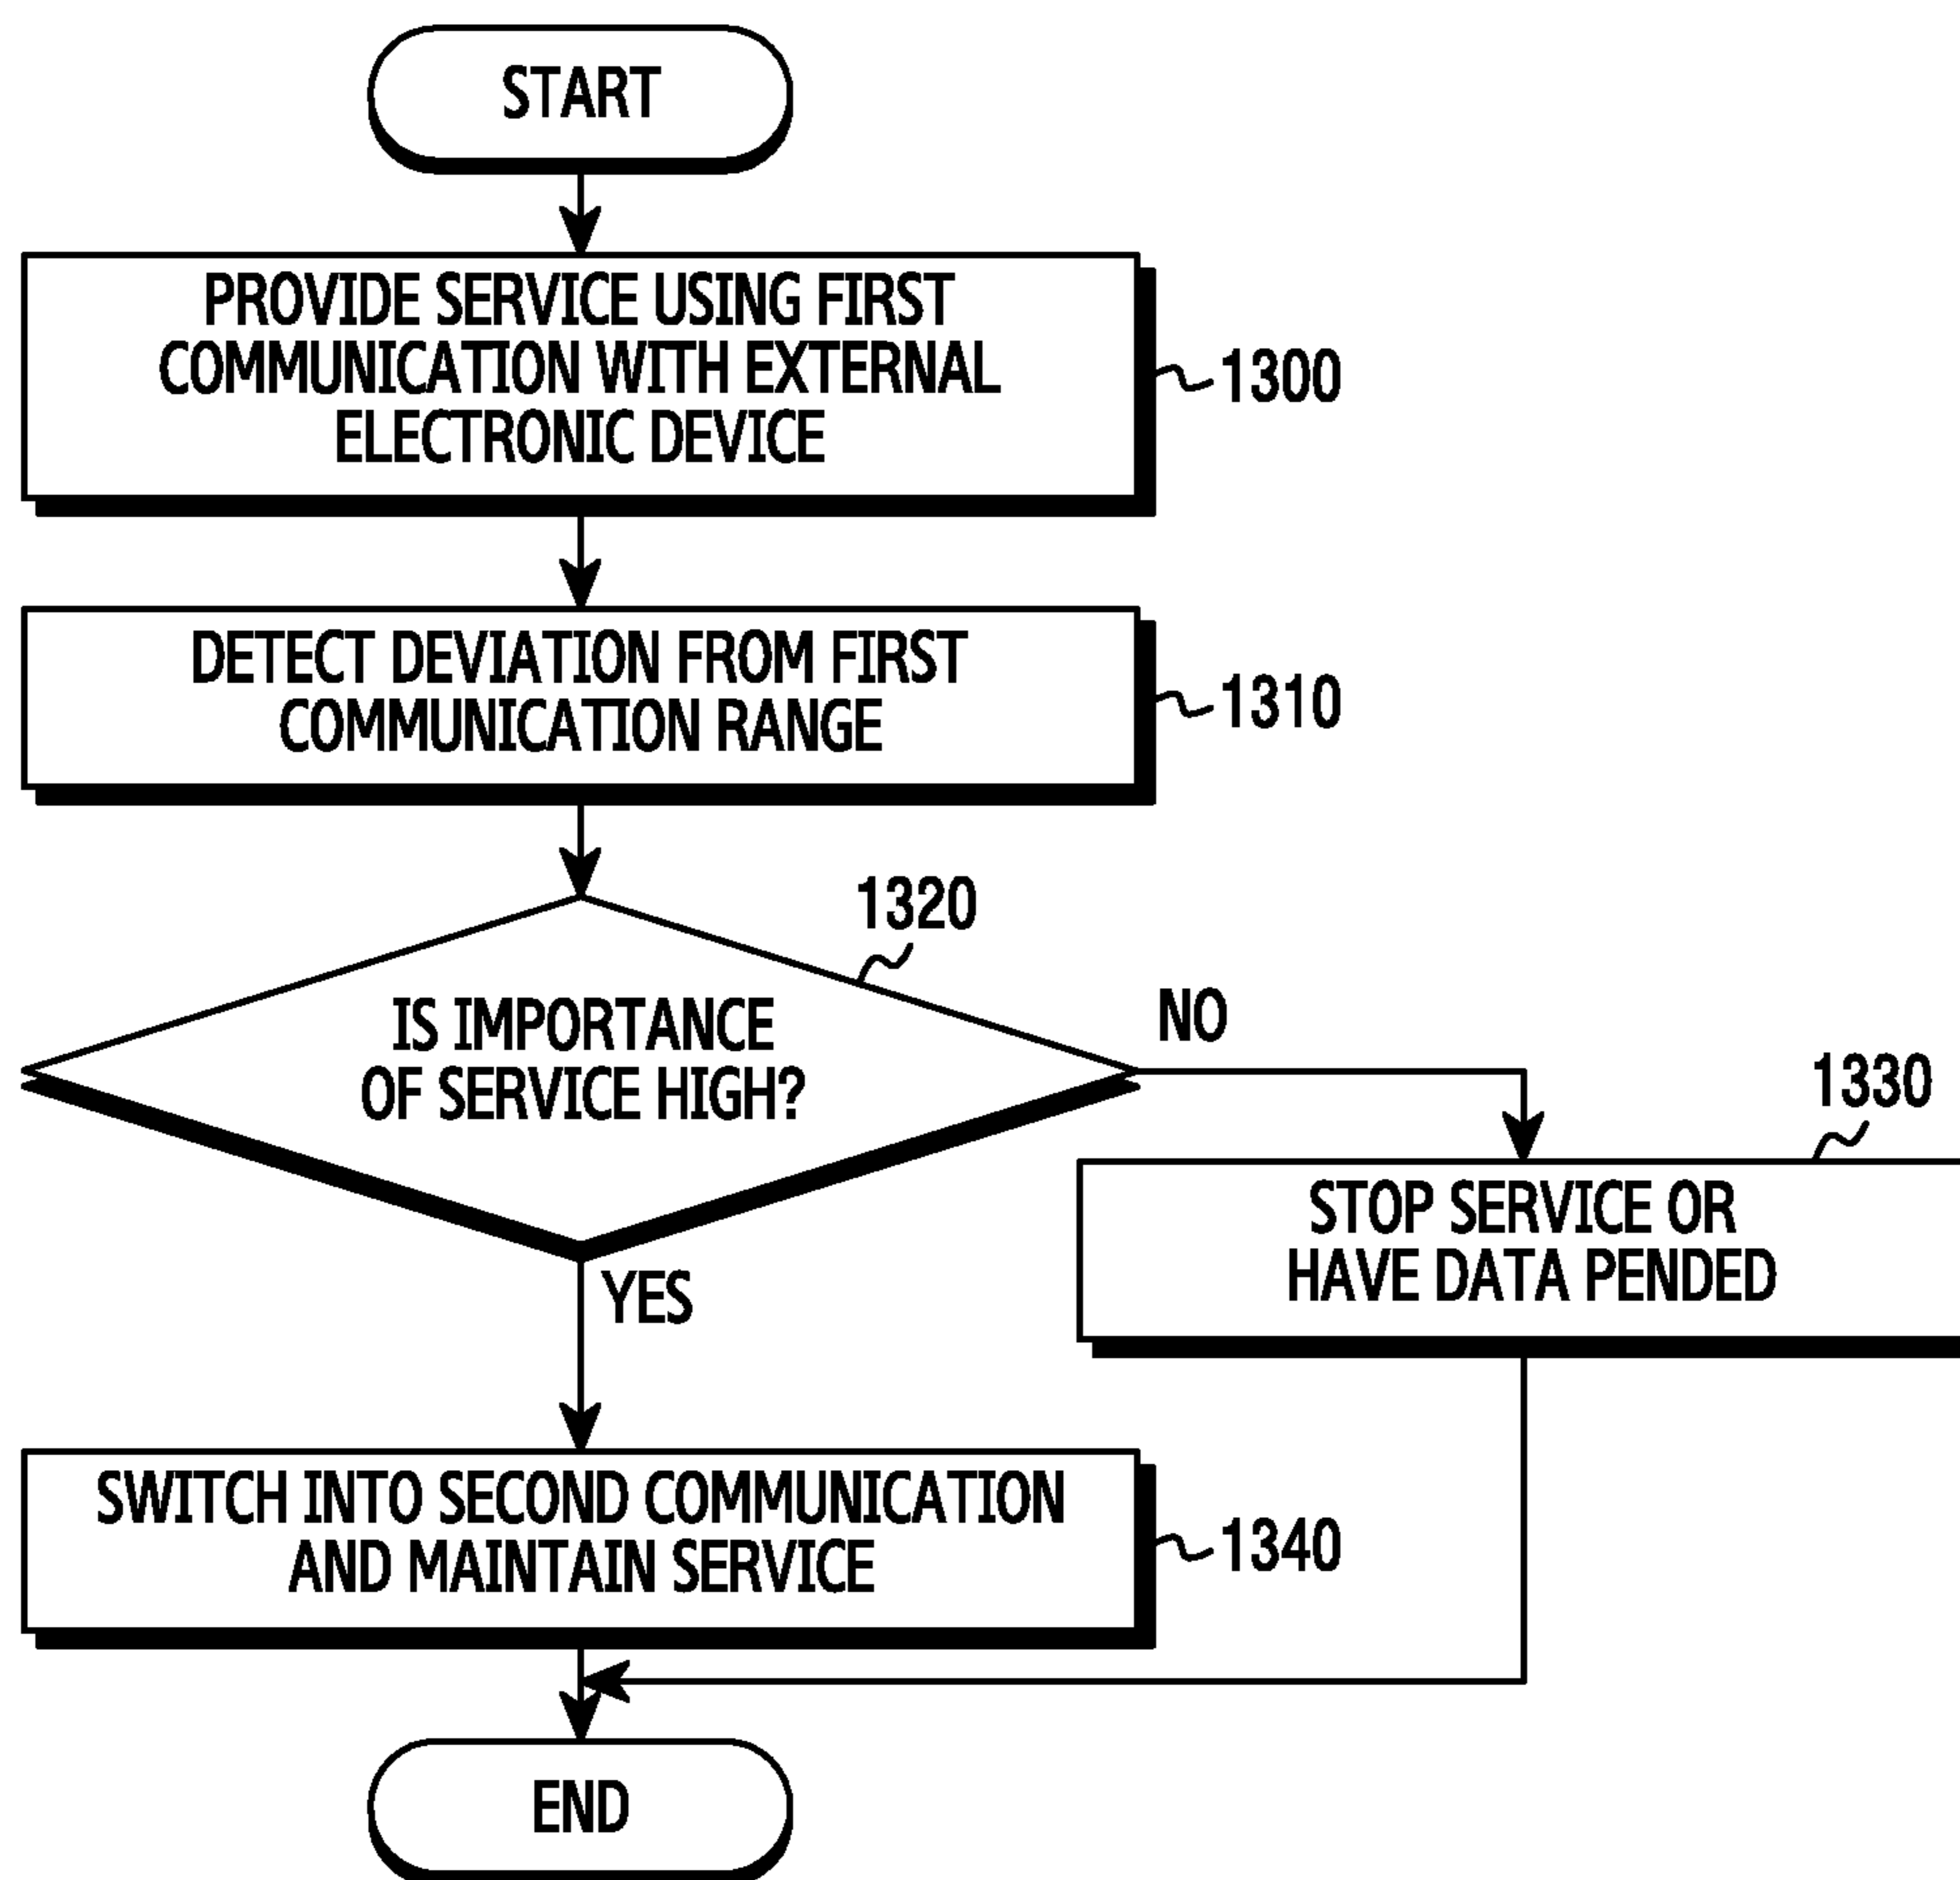 START
PROVIDE SERVICE USING FIRST
COMMUNICATION WITH EXTERNAL
ELECTRONIC DEVICE
1300
DETECT DEVIATION FROM FIRST
COMMUNICATION RANGE
1310
1320
IS IMPORTANCE
OF SERVICE HIGH?
NO
1330
STOP SERVICE OR
HAVE DATA PENDED
YES
SWITCH INTO SECOND COMMUNICATION
AND MAINTAIN SERVICE
1340
END